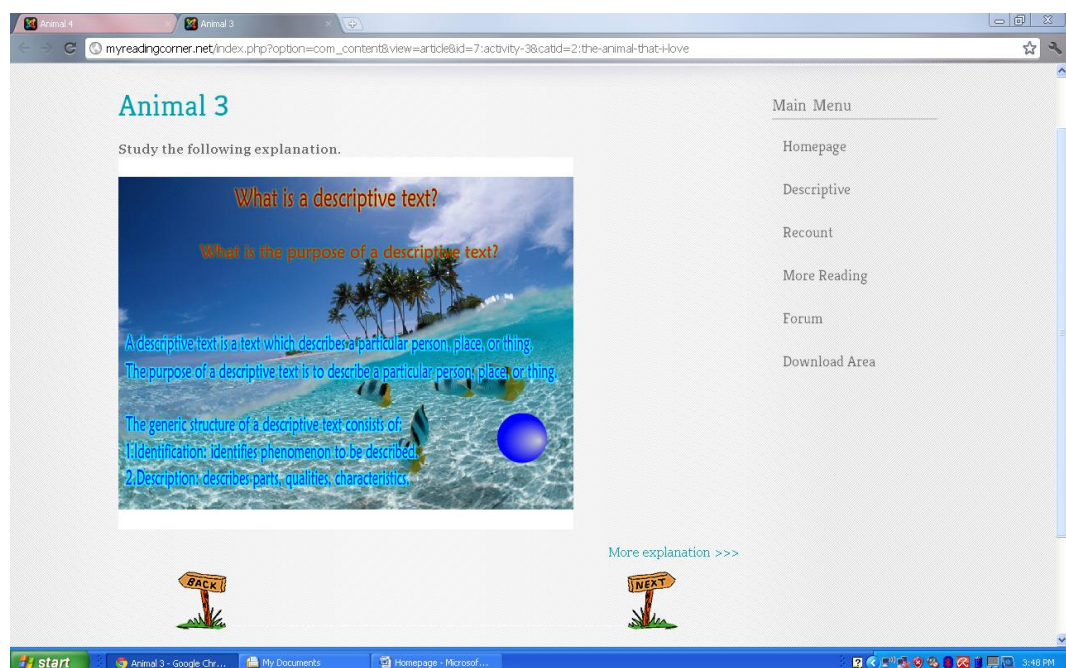 Animal 4
Animal 3
myreadingcorner.net/index.php?option=com_content&view=article&id=7:activity-3&catid=2:the-animal-that-i-love
Animal 3
Study the following explanation.
What is a descriptive text?
What is the purpose of a descriptive text?
A descriptive text is a text which describes a particular person, place, or thing.
The purpose of a descriptive text is to describe a particular person, place, or thing.
The generic structure of a descriptive text consists of:
1.Identification: identifies phenomenon to be described.
2.Description: describes parts, qualities, characteristics.
More explanation >>>
BACK
NEXT
Main Menu
Homepage
Descriptive
Recount
More Reading
Forum
Download Area
start
Animal 3 - Google Chr...
My Documents
Homepage - Microsof...
3:48 PM